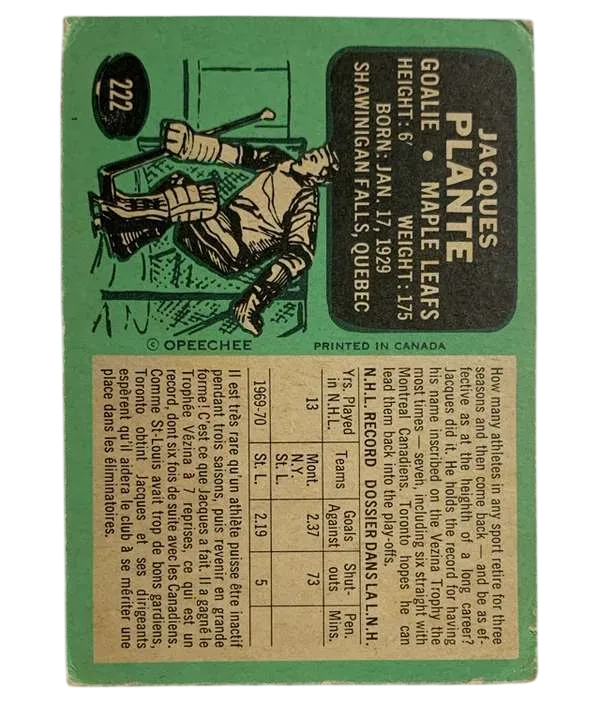 222
JACQUES
PLANTE
GOALIE • MAPLE LEAFS
HEIGHT: 6' WEIGHT: 175
BORN: JAN. 17, 1929
SHAWINIGAN FALLS, QUEBEC
© OPEECHEE PRINTED IN CANADA
How many athletes in any sport retire for three
seasons and then come back — and be as ef-
fective as at the heighth of a long career?
Jacques did it. He holds the record for having
his name inscribed on the Vezina Trophy the
most times — seven, including six straight with
Montreal Canadiens. Toronto hopes he can
lead them back into the play-offs.
N.H.L. RECORD DOSSIER DANS LA L.N.H.
Yrs. Played Teams Goals Shut- Pen.
in N.H.L. Against outs Mins.
13 Mont. 2.37 73
N.Y.
St. L.
1969-70 St. L. 2.19 5
Il est très rare qu'un athlète puisse être inactif
pendant trois saisons, puis revenir en grande
forme! C'est ce que Jacques a fait. Il a gagné le
Trophée Vézina à 7 reprises, ce qui est un
record, dont six fois de suite avec les Canadiens.
Comme St-Louis avait trop de bons gardiens,
Toronto obtint Jacques et ses dirigeants
espèrent qu'il aidera le club à se mériter une
place dans les éliminatoires.